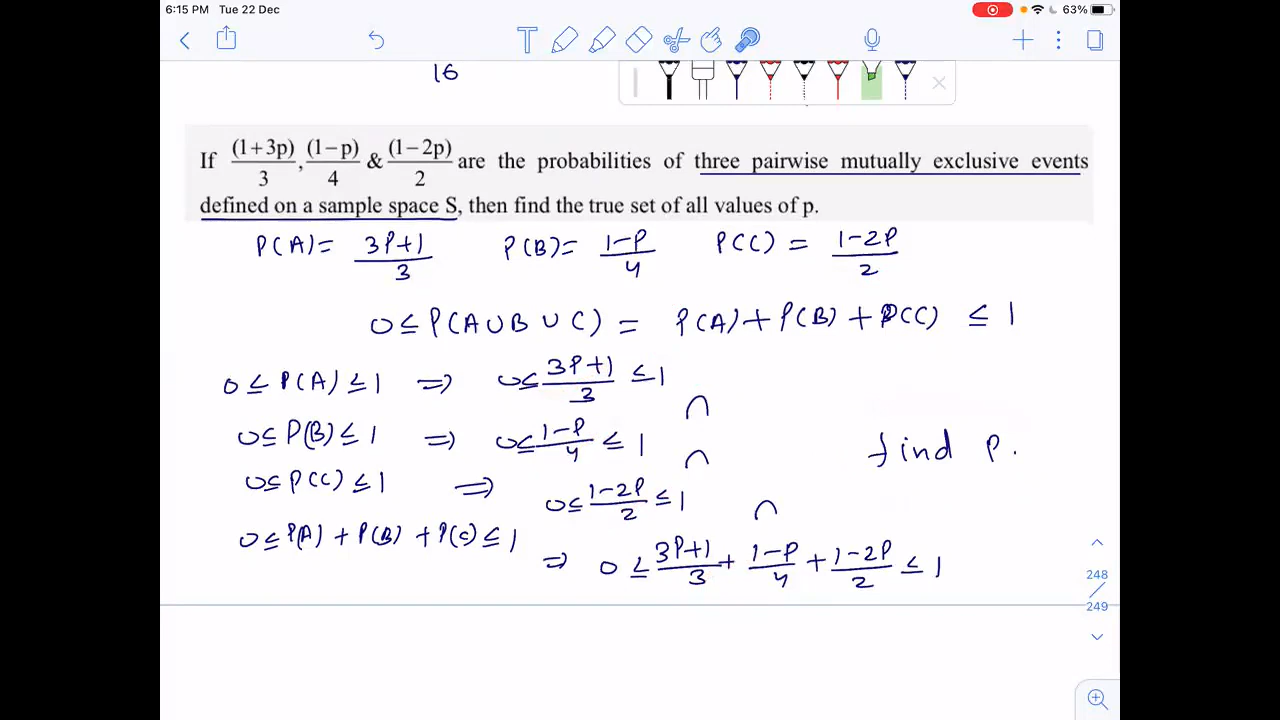 6:15 PM Tue 22 Dec 63%
T
16
If (1+3p)/3, (1−p)/4 & (1−2p)/2 are the probabilities of three pairwise mutually exclusive events
defined on a sample space S, then find the true set of all values of p.
P(A)= 3P+1/3 P(B)= 1−P/4 P(C) = 1−2P/2
0≤P(A∪B∪C) = P(A)+P(B)+P(C) ≤ 1
0≤P(A)≤1 ⇒ 0≤ 3P+1/3 ≤1
∩
0≤P(B)≤1 ⇒ 0≤ 1−P/4 ≤ 1
∩
find P.
0≤P(C)≤1 ⇒ 0≤ 1−2P/2 ≤1
∩
0≤P(A)+P(B)+P(C)≤1 ⇒ 0≤ 3P+1/3 + 1−P/4 + 1−2P/2 ≤ 1
248
/
249